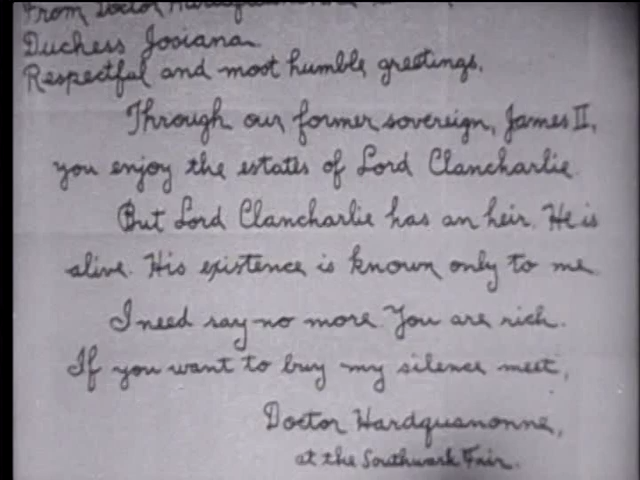 From Doctor Hardquanonne to
Duchess Josiana
Respectful and most humble greetings.
Through our former sovereign, James II,
you enjoy the estates of Lord Clancharlie.
But Lord Clancharlie has an heir. He is
alive. His existence is known only to me.
I need say no more. You are rich.
If you want to buy my silence meet,
Doctor Hardquanonne,
at the Southwark Fair.